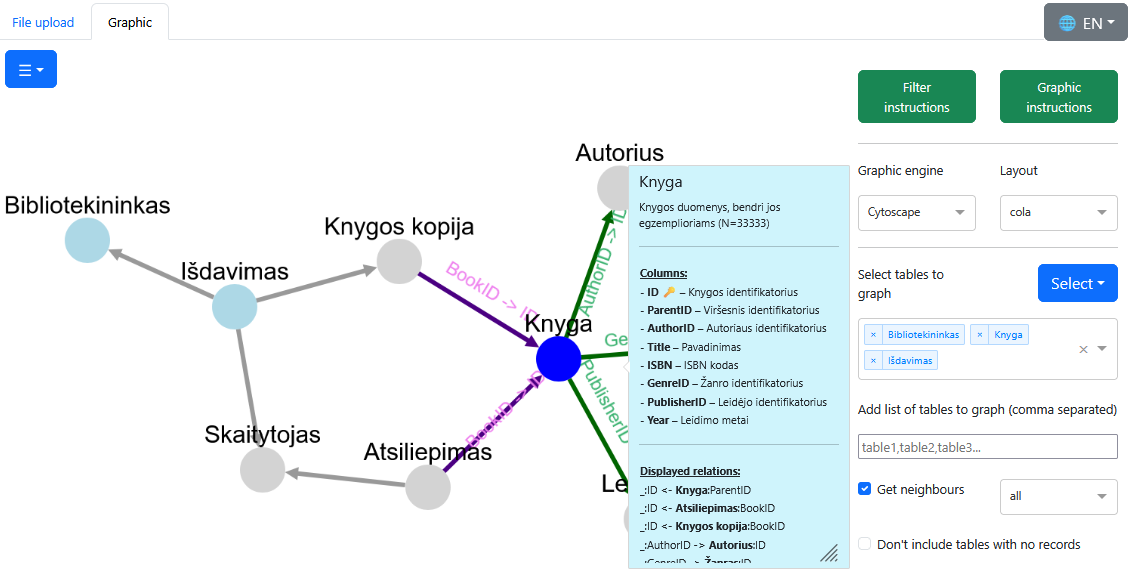 File upload
Graphic
EN
Filter
instructions
Graphic
instructions
Graphic engine
Layout
Cytoscape
cola
Select tables to
graph
Select
× Bibliotekininkas
× Knyga
× Išdavimas
Add list of tables to graph (comma separated)
table1,table2,table3...
Get neighbours
all
Don't include tables with no records
Autorius
Bibliotekininkas
Knygos kopija
Išdavimas
BookID -> ID
AuthorID -> ID
Knyga
Ge
PublisherID
BookID -> ID
Skaitytojas
Atsiliepimas
Le
Knyga
Knygos duomenys, bendri jos
egzemplioriams (N=33333)
Columns:
- ID 🔑 – Knygos identifikatorius
- ParentID – Viršesnis identifikatorius
- AuthorID – Autoriaus identifikatorius
- Title – Pavadinimas
- ISBN – ISBN kodas
- GenreID – Žanro identifikatorius
- PublisherID – Leidėjo identifikatorius
- Year – Leidimo metai
Displayed relations:
_:ID <- Knyga:ParentID
_:ID <- Atsiliepimas:BookID
_:ID <- Knygos kopija:BookID
_:AuthorID -> Autorius:ID
_:GenreID -> Žanras:ID